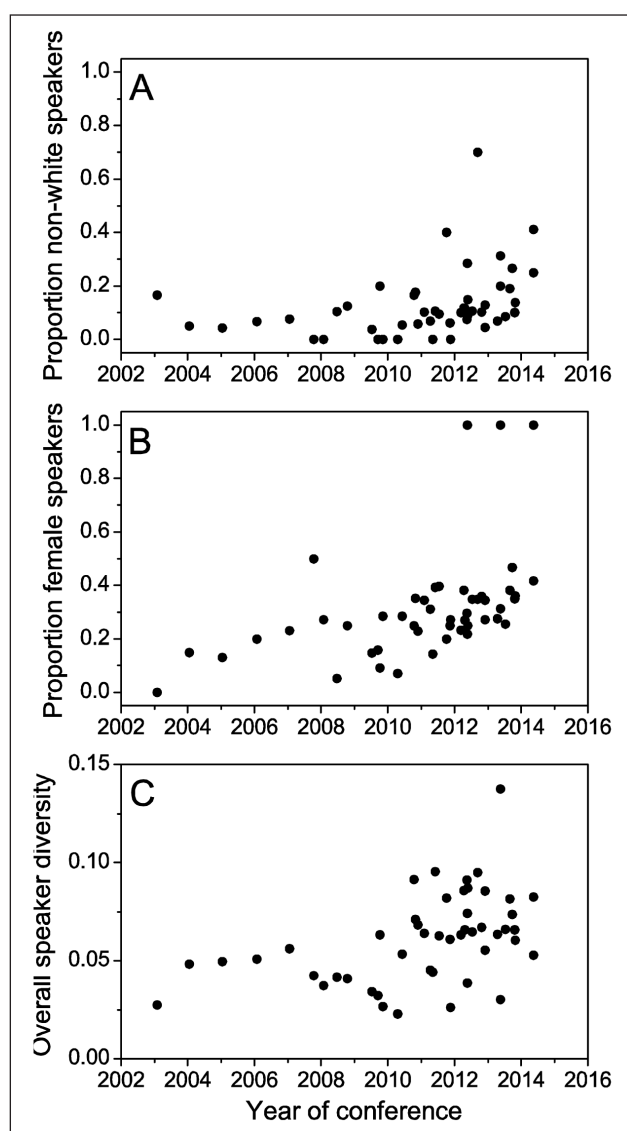 A
Proportion non-white speakers
1.0
0.8
0.6
0.4
0.2
0.0
2002 2004 2006 2008 2010 2012 2014 2016
B
Proportion female speakers
1.0
0.8
0.6
0.4
0.2
0.0
2002 2004 2006 2008 2010 2012 2014 2016
C
Overall speaker diversity
0.15
0.10
0.05
0.00
2002 2004 2006 2008 2010 2012 2014 2016
Year of conference